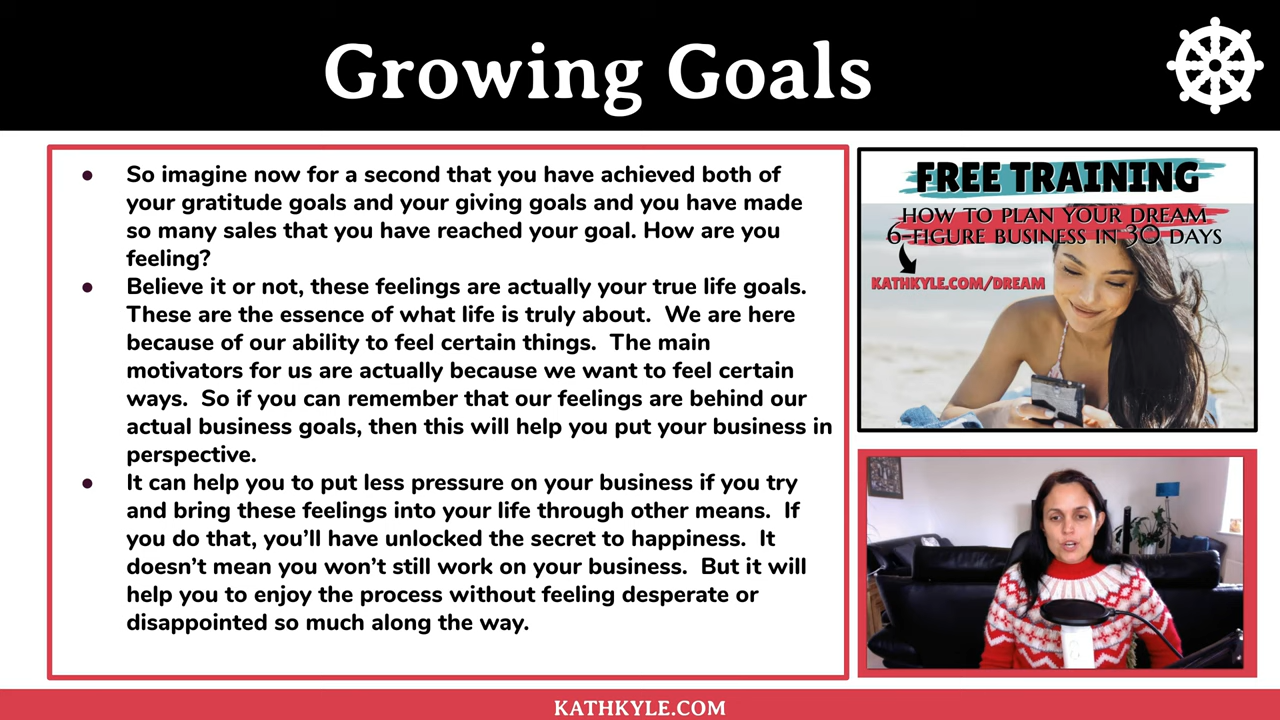 Growing Goals
● So imagine now for a second that you have achieved both of
your gratitude goals and your giving goals and you have made
so many sales that you have reached your goal. How are you
feeling?
● Believe it or not, these feelings are actually your true life goals.
These are the essence of what life is truly about.  We are here
because of our ability to feel certain things.  The main
motivators for us are actually because we want to feel certain
ways.  So if you can remember that our feelings are behind our
actual business goals, then this will help you put your business in
perspective.
● It can help you to put less pressure on your business if you try
and bring these feelings into your life through other means.  If
you do that, you’ll have unlocked the secret to happiness.  It
doesn’t mean you won’t still work on your business.  But it will
help you to enjoy the process without feeling desperate or
disappointed so much along the way.
FREE TRAINING
HOW TO PLAN YOUR DREAM
6-FIGURE BUSINESS IN 30 DAYS
KATHKYLE.COM/DREAM
KATHKYLE.COM